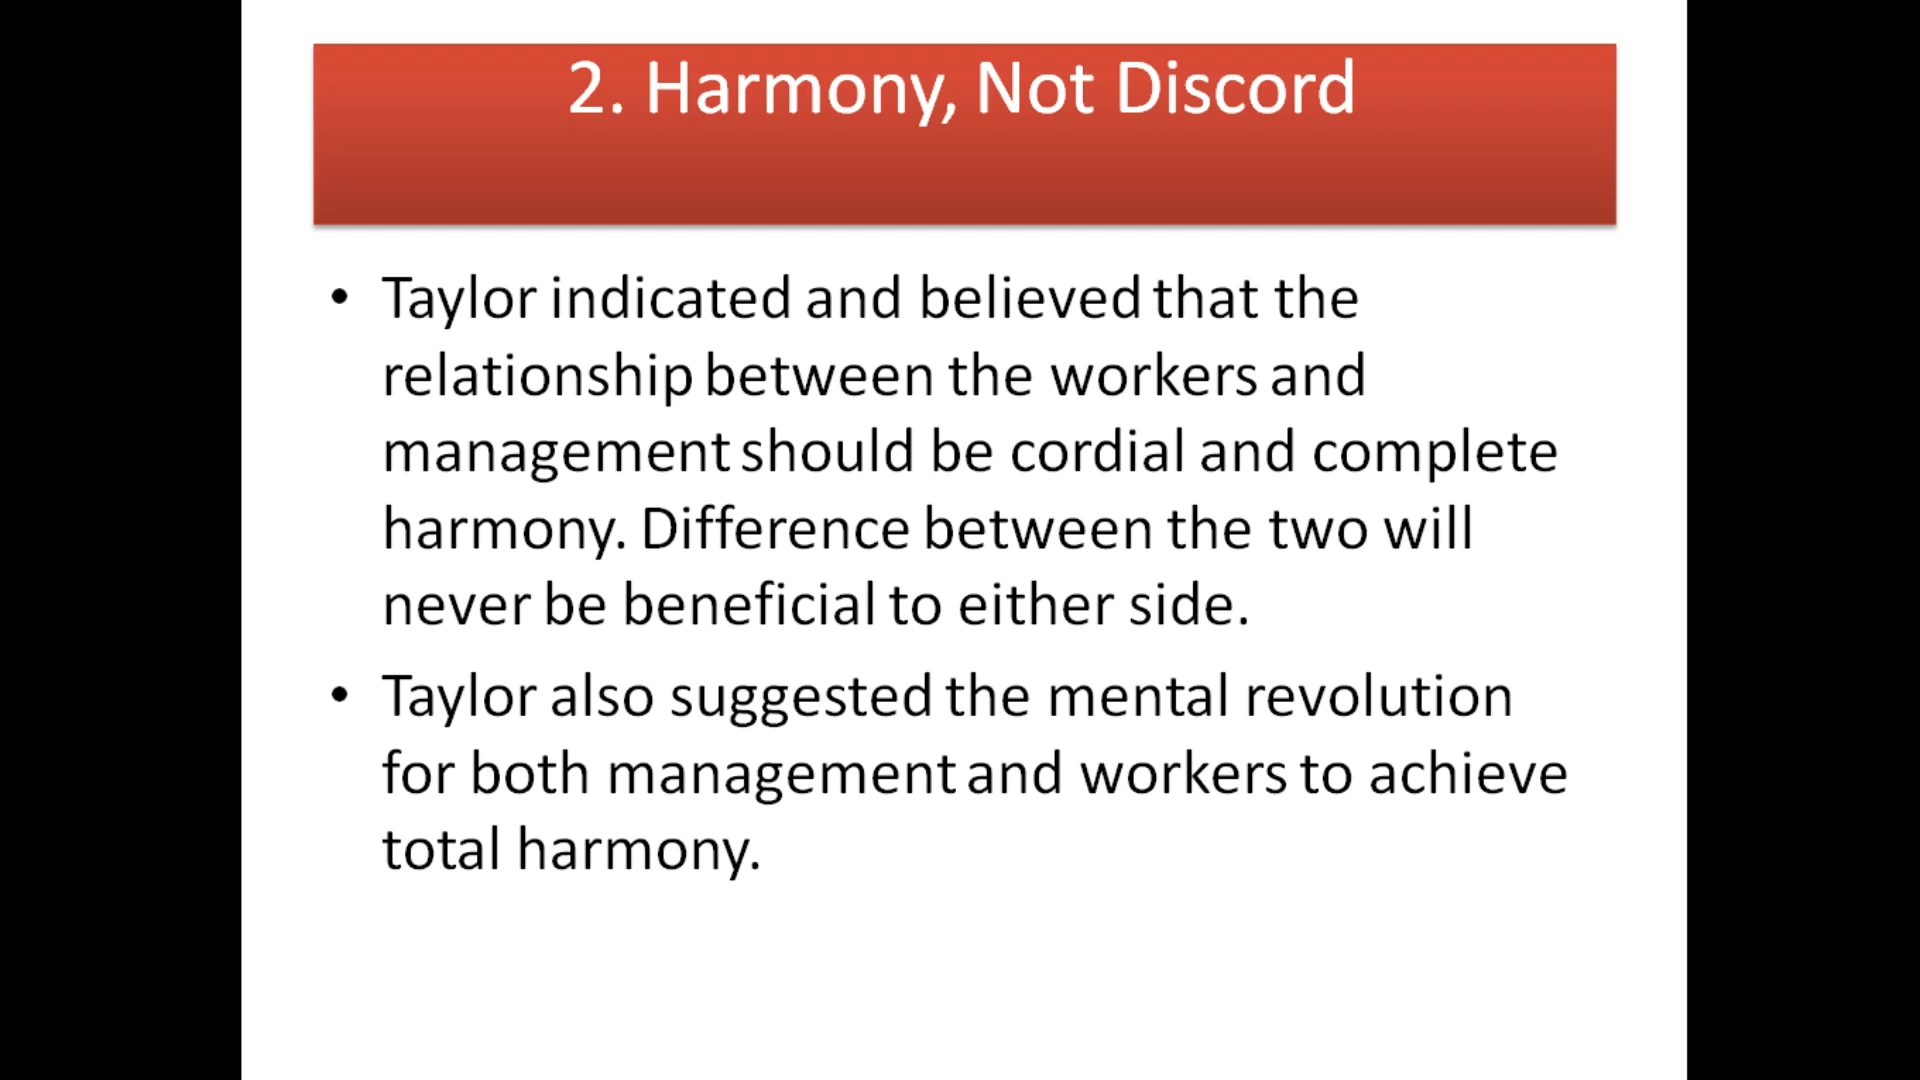 2. Harmony, Not Discord
• Taylor indicated and believed that the
relationship between the workers and
management should be cordial and complete
harmony. Difference between the two will
never be beneficial to either side.
• Taylor also suggested the mental revolution
for both management and workers to achieve
total harmony.